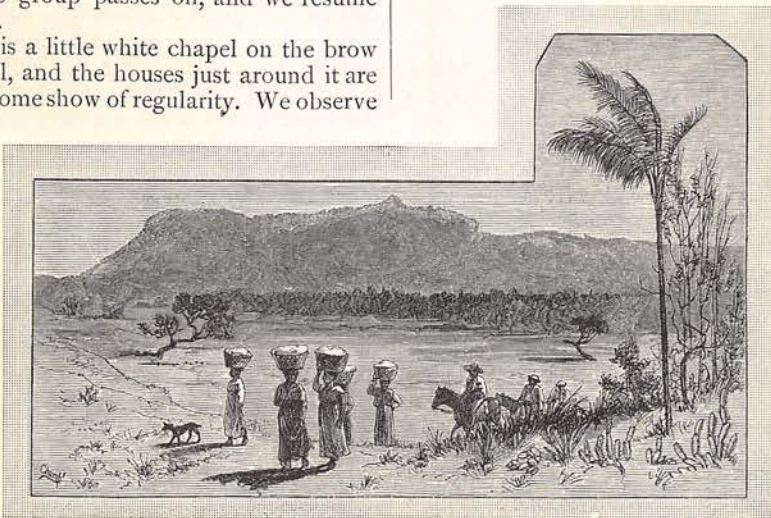 group passes on, and we resume
is a little white chapel on the brow
l, and the houses just around it are
ome show of regularity. We observe